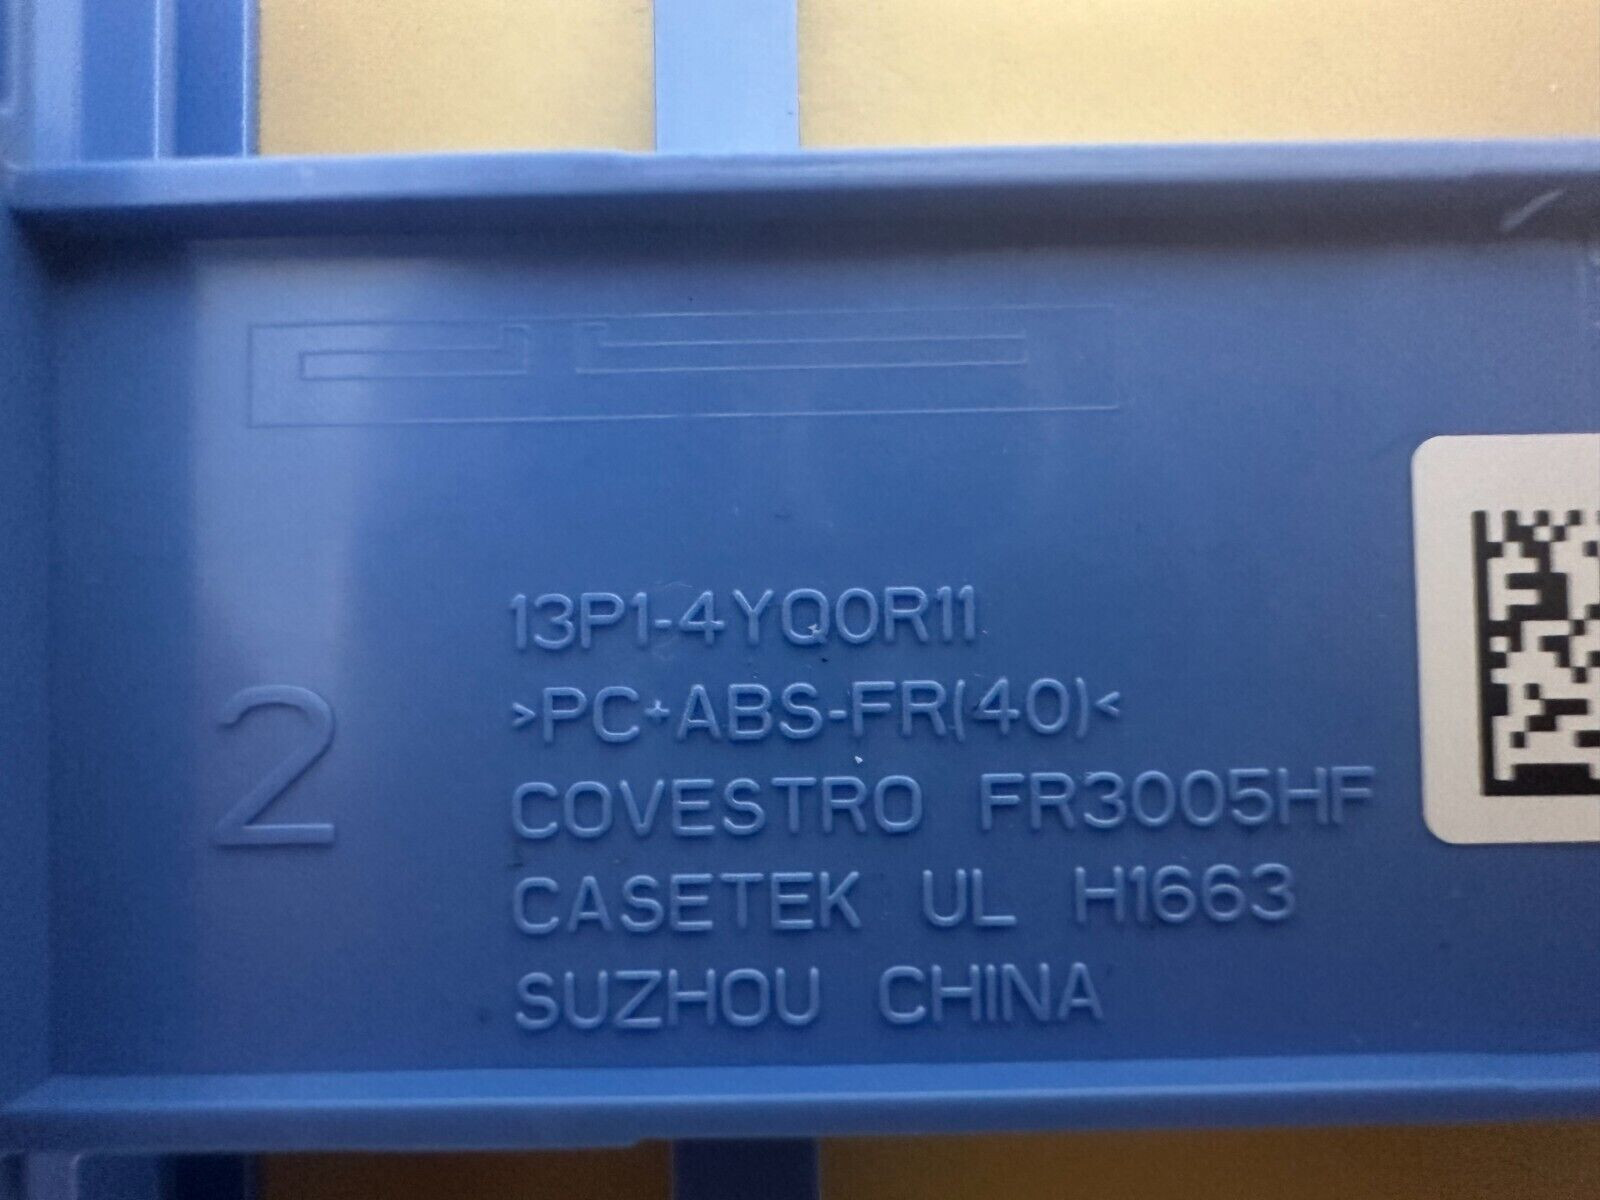 13P1-4YQ0R11
>PC+ABS-FR(40)<
2
COVESTRO FR3005HF
CASETEK UL H1663
SUZHOU CHINA